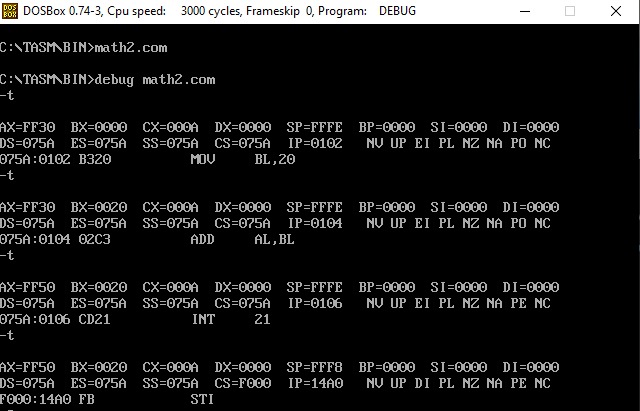 DOS BOX DOSBox 0.74-3, Cpu speed: 3000 cycles, Frameskip 0, Program: DEBUG
C:\TASM\BIN>math2.com
C:\TASM\BIN>debug math2.com
-t
AX=FF30 BX=0000 CX=000A DX=0000 SP=FFFE BP=0000 SI=0000 DI=0000
DS=075A ES=075A SS=075A CS=075A IP=0102 NV UP EI PL NZ NA PO NC
075A:0102 B320 MOV BL,20
-t
AX=FF30 BX=0020 CX=000A DX=0000 SP=FFFE BP=0000 SI=0000 DI=0000
DS=075A ES=075A SS=075A CS=075A IP=0104 NV UP EI PL NZ NA PO NC
075A:0104 02C3 ADD AL,BL
-t
AX=FF50 BX=0020 CX=000A DX=0000 SP=FFFE BP=0000 SI=0000 DI=0000
DS=075A ES=075A SS=075A CS=075A IP=0106 NV UP EI PL NZ NA PE NC
075A:0106 CD21 INT 21
-t
AX=FF50 BX=0020 CX=000A DX=0000 SP=FFF8 BP=0000 SI=0000 DI=0000
DS=075A ES=075A SS=075A CS=F000 IP=14A0 NV UP DI PL NZ NA PE NC
F000:14A0 FB STI